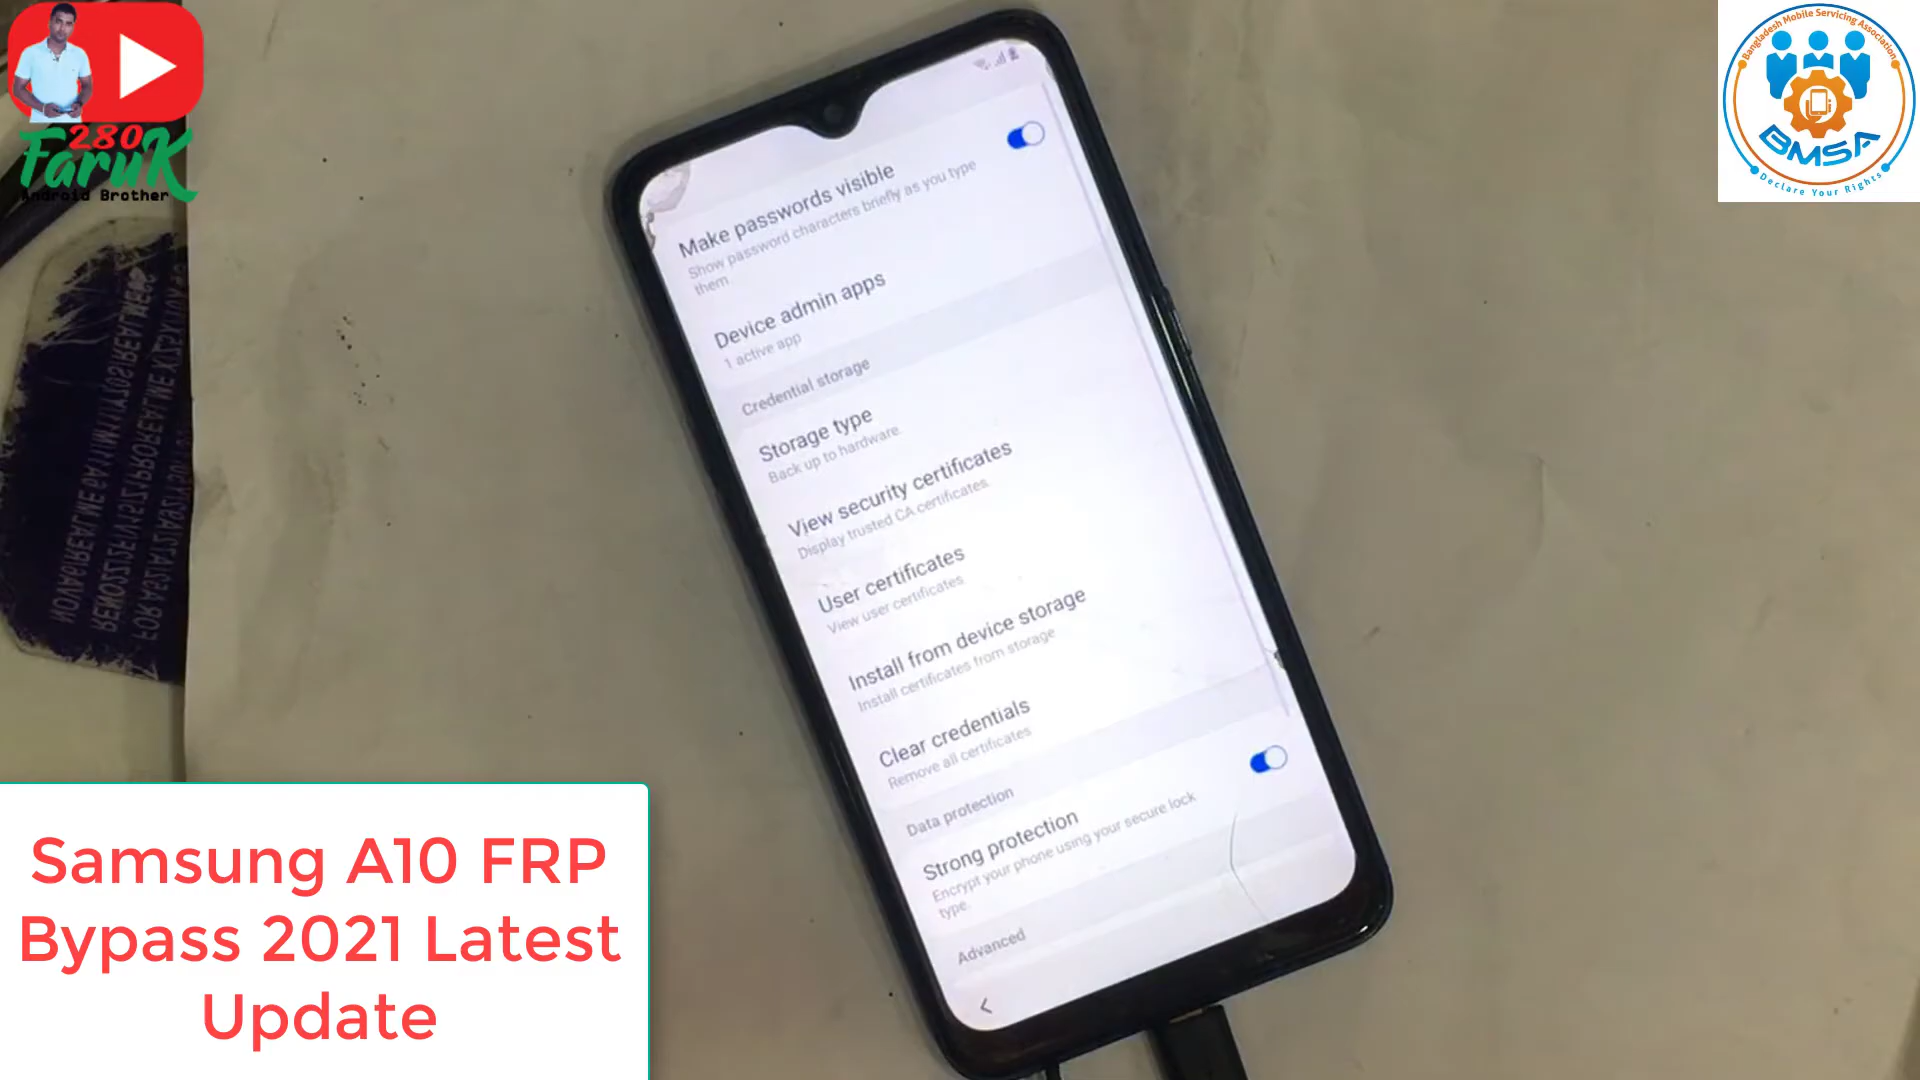 280
FaruK
Android Brother
Bangladesh Mobile Servicing Association
BMSA
Declare Your Rights
Make passwords visible
Show password characters briefly as you type
them
Device admin apps
1 active app
Credential storage
Storage type
Back up to hardware.
View security certificates
Display trusted CA certificates.
User certificates
View user certificates.
Install from device storage
Install certificates from storage
Clear credentials
Remove all certificates
Data protection
Strong protection
Encrypt your phone using your secure lock
type.
Advanced
Samsung A10 FRP
Bypass 2021 Latest
Update